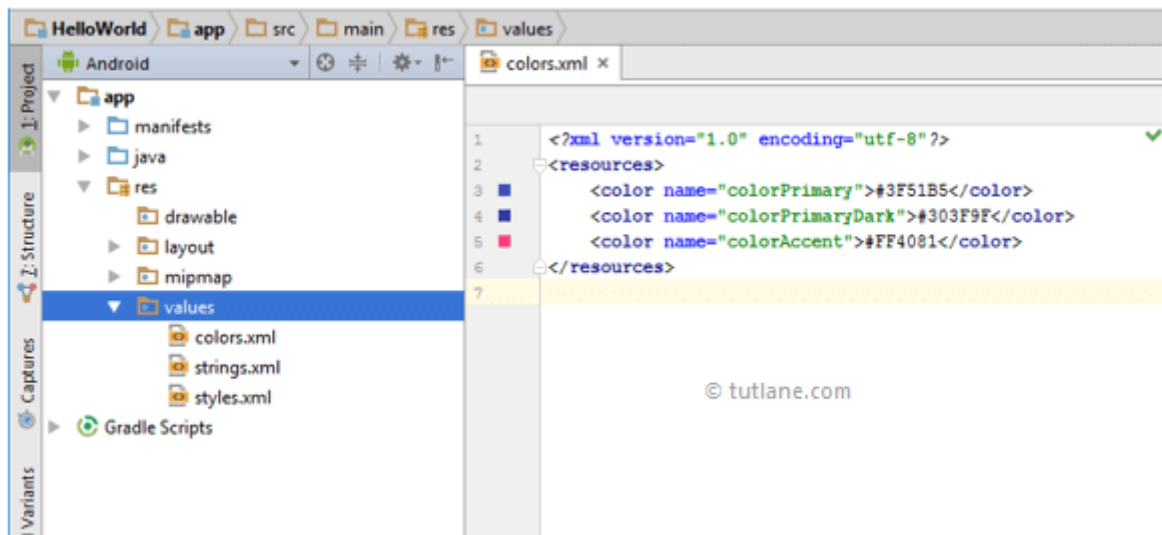 HelloWorld app src main res values
Android
colors.xml ×
1: Project
app
manifests
java
res
drawable
layout
mipmap
values
colors.xml
strings.xml
styles.xml
Gradle Scripts
7: Structure
Captures
Variants
1 <?xml version="1.0" encoding="utf-8"?>
2 <resources>
3 <color name="colorPrimary">#3F51B5</color>
4 <color name="colorPrimaryDark">#303F9F</color>
5 <color name="colorAccent">#FF4081</color>
6 </resources>
7
© tutlane.com